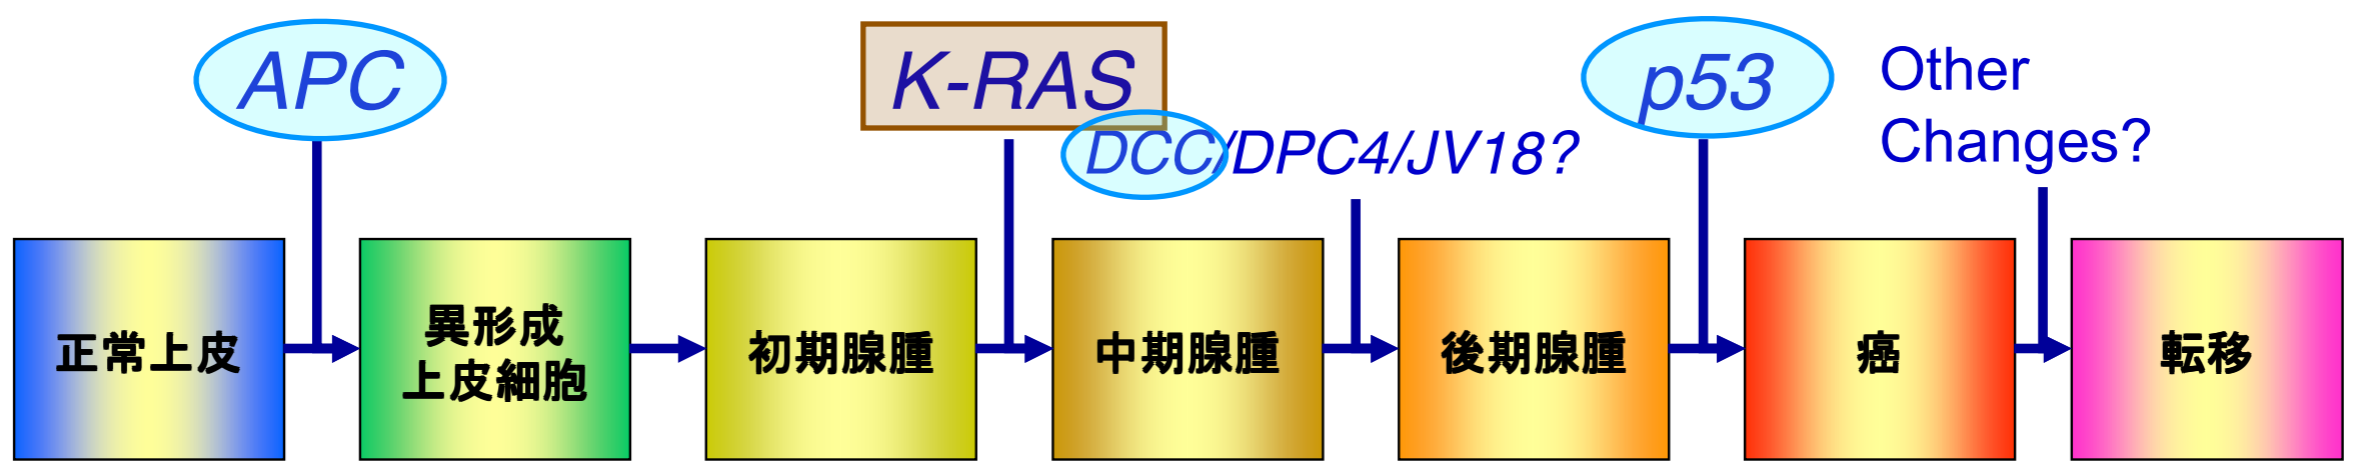 APC
K-RAS
DCC/DPC4/JV18?
p53
Other
Changes?
正常上皮
異形成
上皮細胞
初期腺腫
中期腺腫
後期腺腫
癌
転移